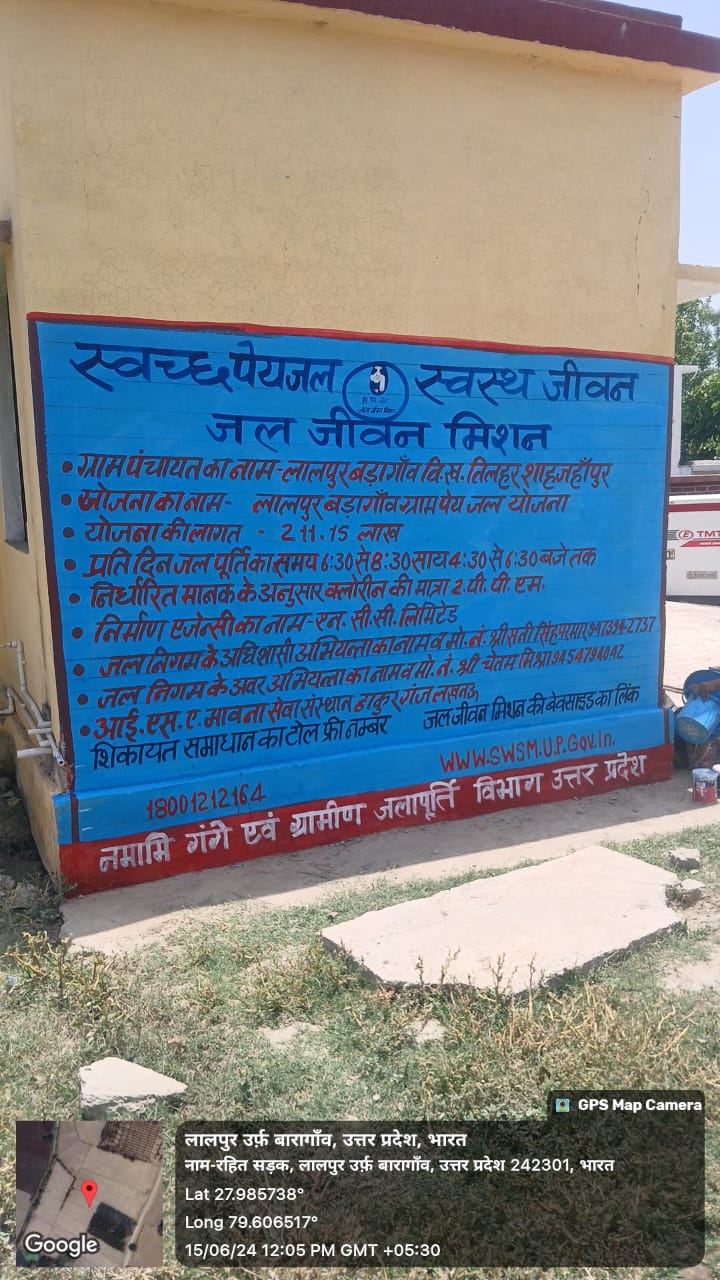 स्वच्छ पेयजल स्वस्थ जीवन
जल जीवन मिशन
• ग्राम पंचायत का नाम-लालपुर बड़ागाँव वि.ख. तिलहर शाहजहाँपुर
• योजना का नाम- लालपुर बड़ागाँव ग्राम पेय जल योजना
• योजना की लागत - 211.15 लाख
• प्रति दिन जल पूर्ति का समय 6:30 से 8:30 साय 4:30 से 6:30 बजे तक
• निर्धारित मानक के अनुसार क्लोरीन की मात्रा 2.पी.पी.एम.
• निर्माण एजेन्सी का नाम-एन.सी.सी. लिमिटेड
• जल निगम के अधिशासी अभियन्ता का नाम व मो.नं. श्री सती सिंह परमार
• जल निगम के अवर अभियन्ता का नाम व मो.नं. श्री चेतम मिश्रा 9454794042
• आई.एस.ए. मावना सेवा संस्थान ठाकुर गंज लखनऊ
शिकायत समाधान का टोल फ्री नम्बर जल जीवन मिशन की बेवसाइड का लिंक
18001212164 WWW.SWSM.U.P.Gov.In.
नमामि गंगे एवं ग्रामीण जलापूर्ति विभाग उत्तर प्रदेश
TMT
GPS Map Camera
लालपुर उर्फ़ बारागाँव, उत्तर प्रदेश, भारत
नाम-रहित सड़क, लालपुर उर्फ़ बारागाँव, उत्तर प्रदेश 242301, भारत
Lat 27.985738°
Long 79.606517°
15/06/24 12:05 PM GMT +05:30
Google